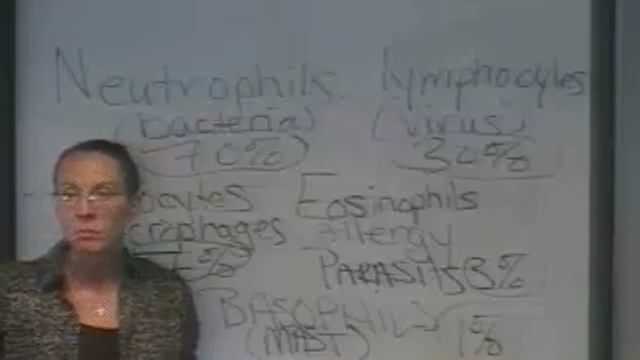 Neutrophils lymphocytes
(bacteria) (virus)
70% 30%
ocytes Eosinophils
crophages Allergy
% PARASITS 3%
BASOPHILS
(MAST) 1%